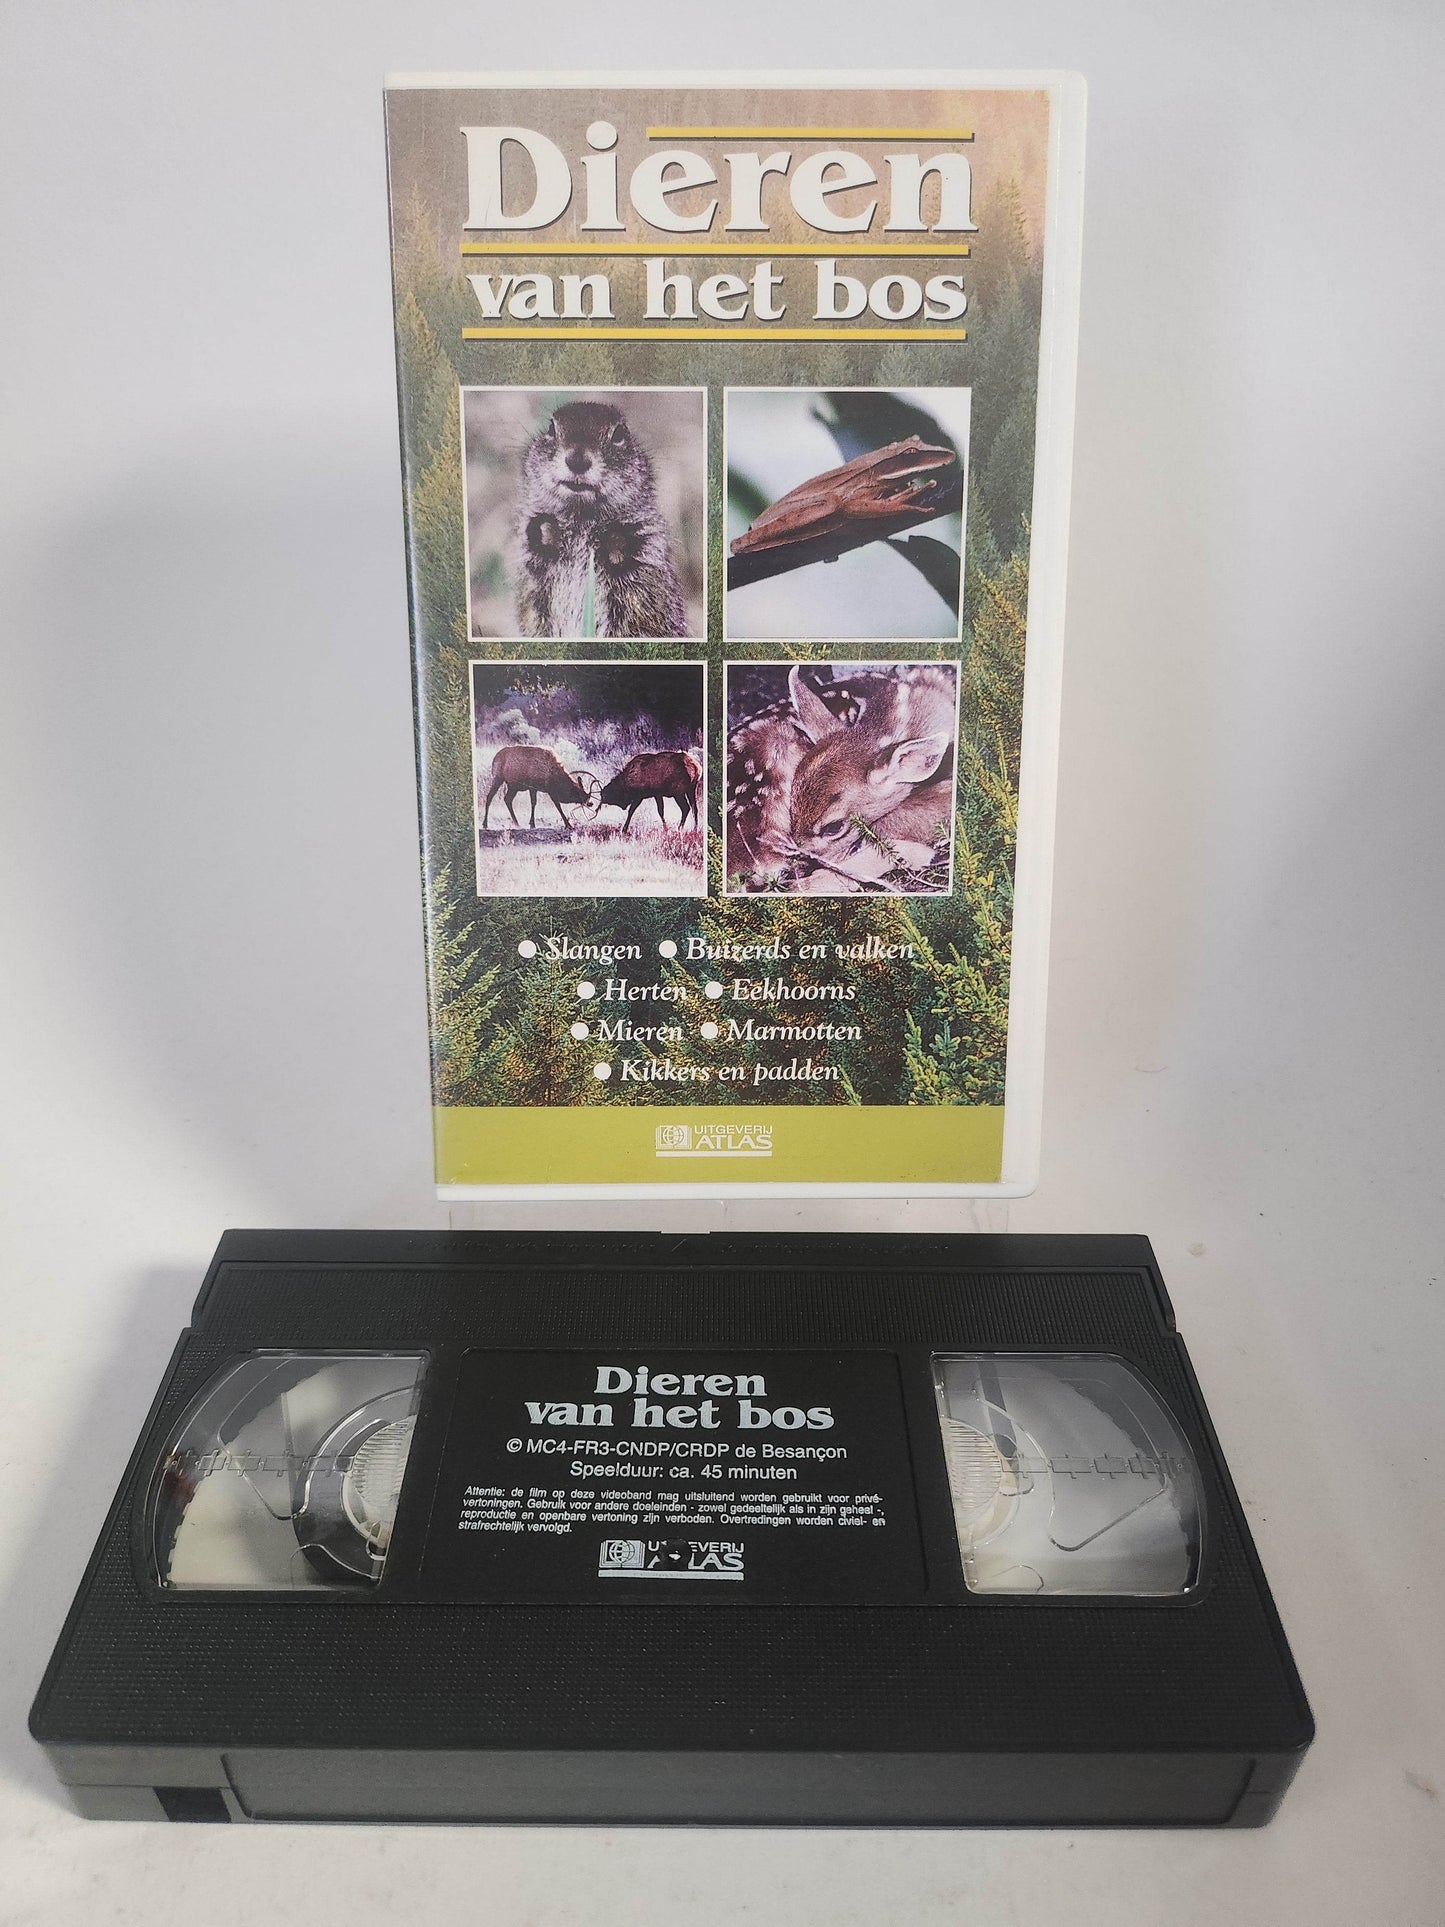 Dieren
van het bos
● Slangen ● Buizerds en valken
● Herten ● Eekhoorns
● Mieren ● Marmotten
● Kikkers en padden
UITGEVERIJ
ATLAS
Dieren
van het bos
© MC4-FR3-CNDP/CRDP de Besançon
Speelduur: ca. 45 minuten
Attentie: de film op deze videoband mag uitsluitend worden gebruikt voor privé-
vertoningen. Gebruik voor andere doeleinden - zowel gedeeltelijk als in zijn geheel -,
reproductie en openbare vertoning zijn verboden. Overtredingen worden civiel- en
strafrechtelijk vervolgd.
UITGEVERIJ
ATLAS